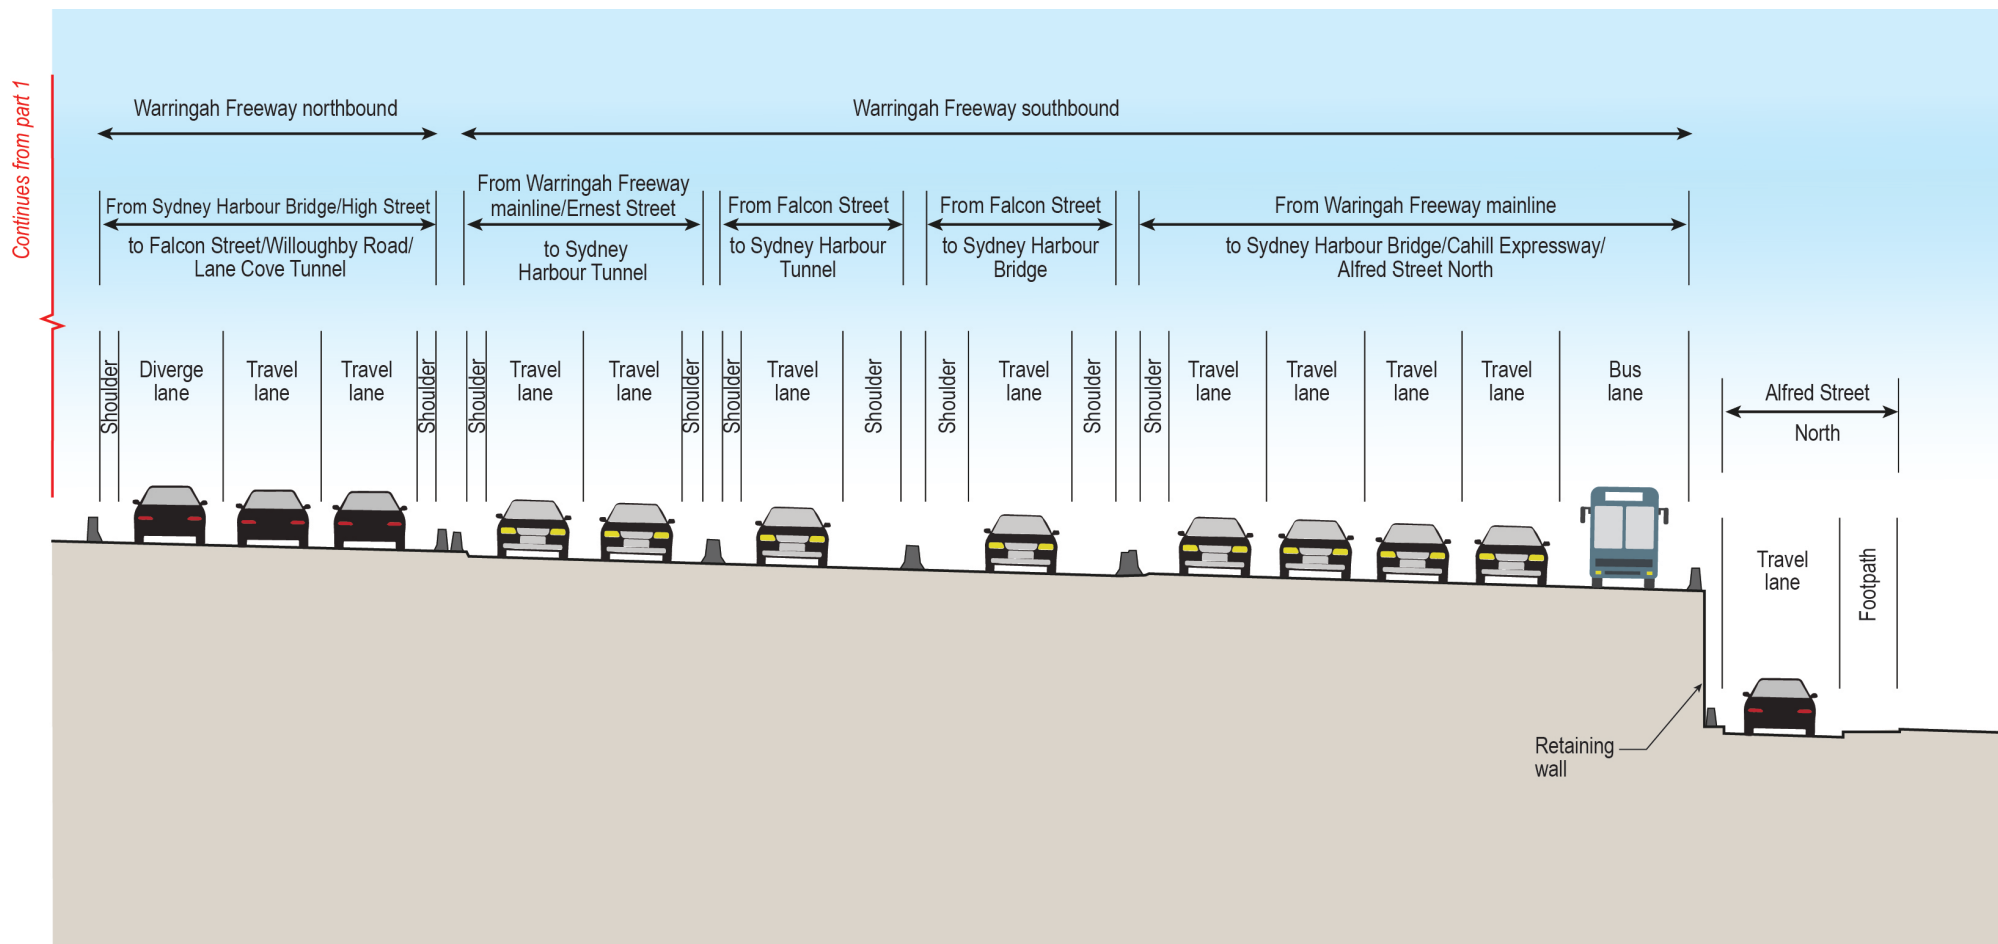 Continues from part 1
Warringah Freeway northbound
Warringah Freeway southbound
From Sydney Harbour Bridge/High Street
to Falcon Street/Willoughby Road/
Lane Cove Tunnel
From Warringah Freeway
mainline/Ernest Street
to Sydney
Harbour Tunnel
From Falcon Street
to Sydney Harbour
Tunnel
From Falcon Street
to Sydney Harbour
Bridge
From Waringah Freeway mainline
to Sydney Harbour Bridge/Cahill Expressway/
Alfred Street North
Shoulder
Diverge
lane
Travel
lane
Travel
lane
Shoulder
Shoulder
Travel
lane
Travel
lane
Shoulder
Shoulder
Travel
lane
Shoulder
Shoulder
Travel
lane
Shoulder
Shoulder
Travel
lane
Travel
lane
Travel
lane
Travel
lane
Bus
lane
Alfred Street
North
Travel
lane
Footpath
Retaining
wall